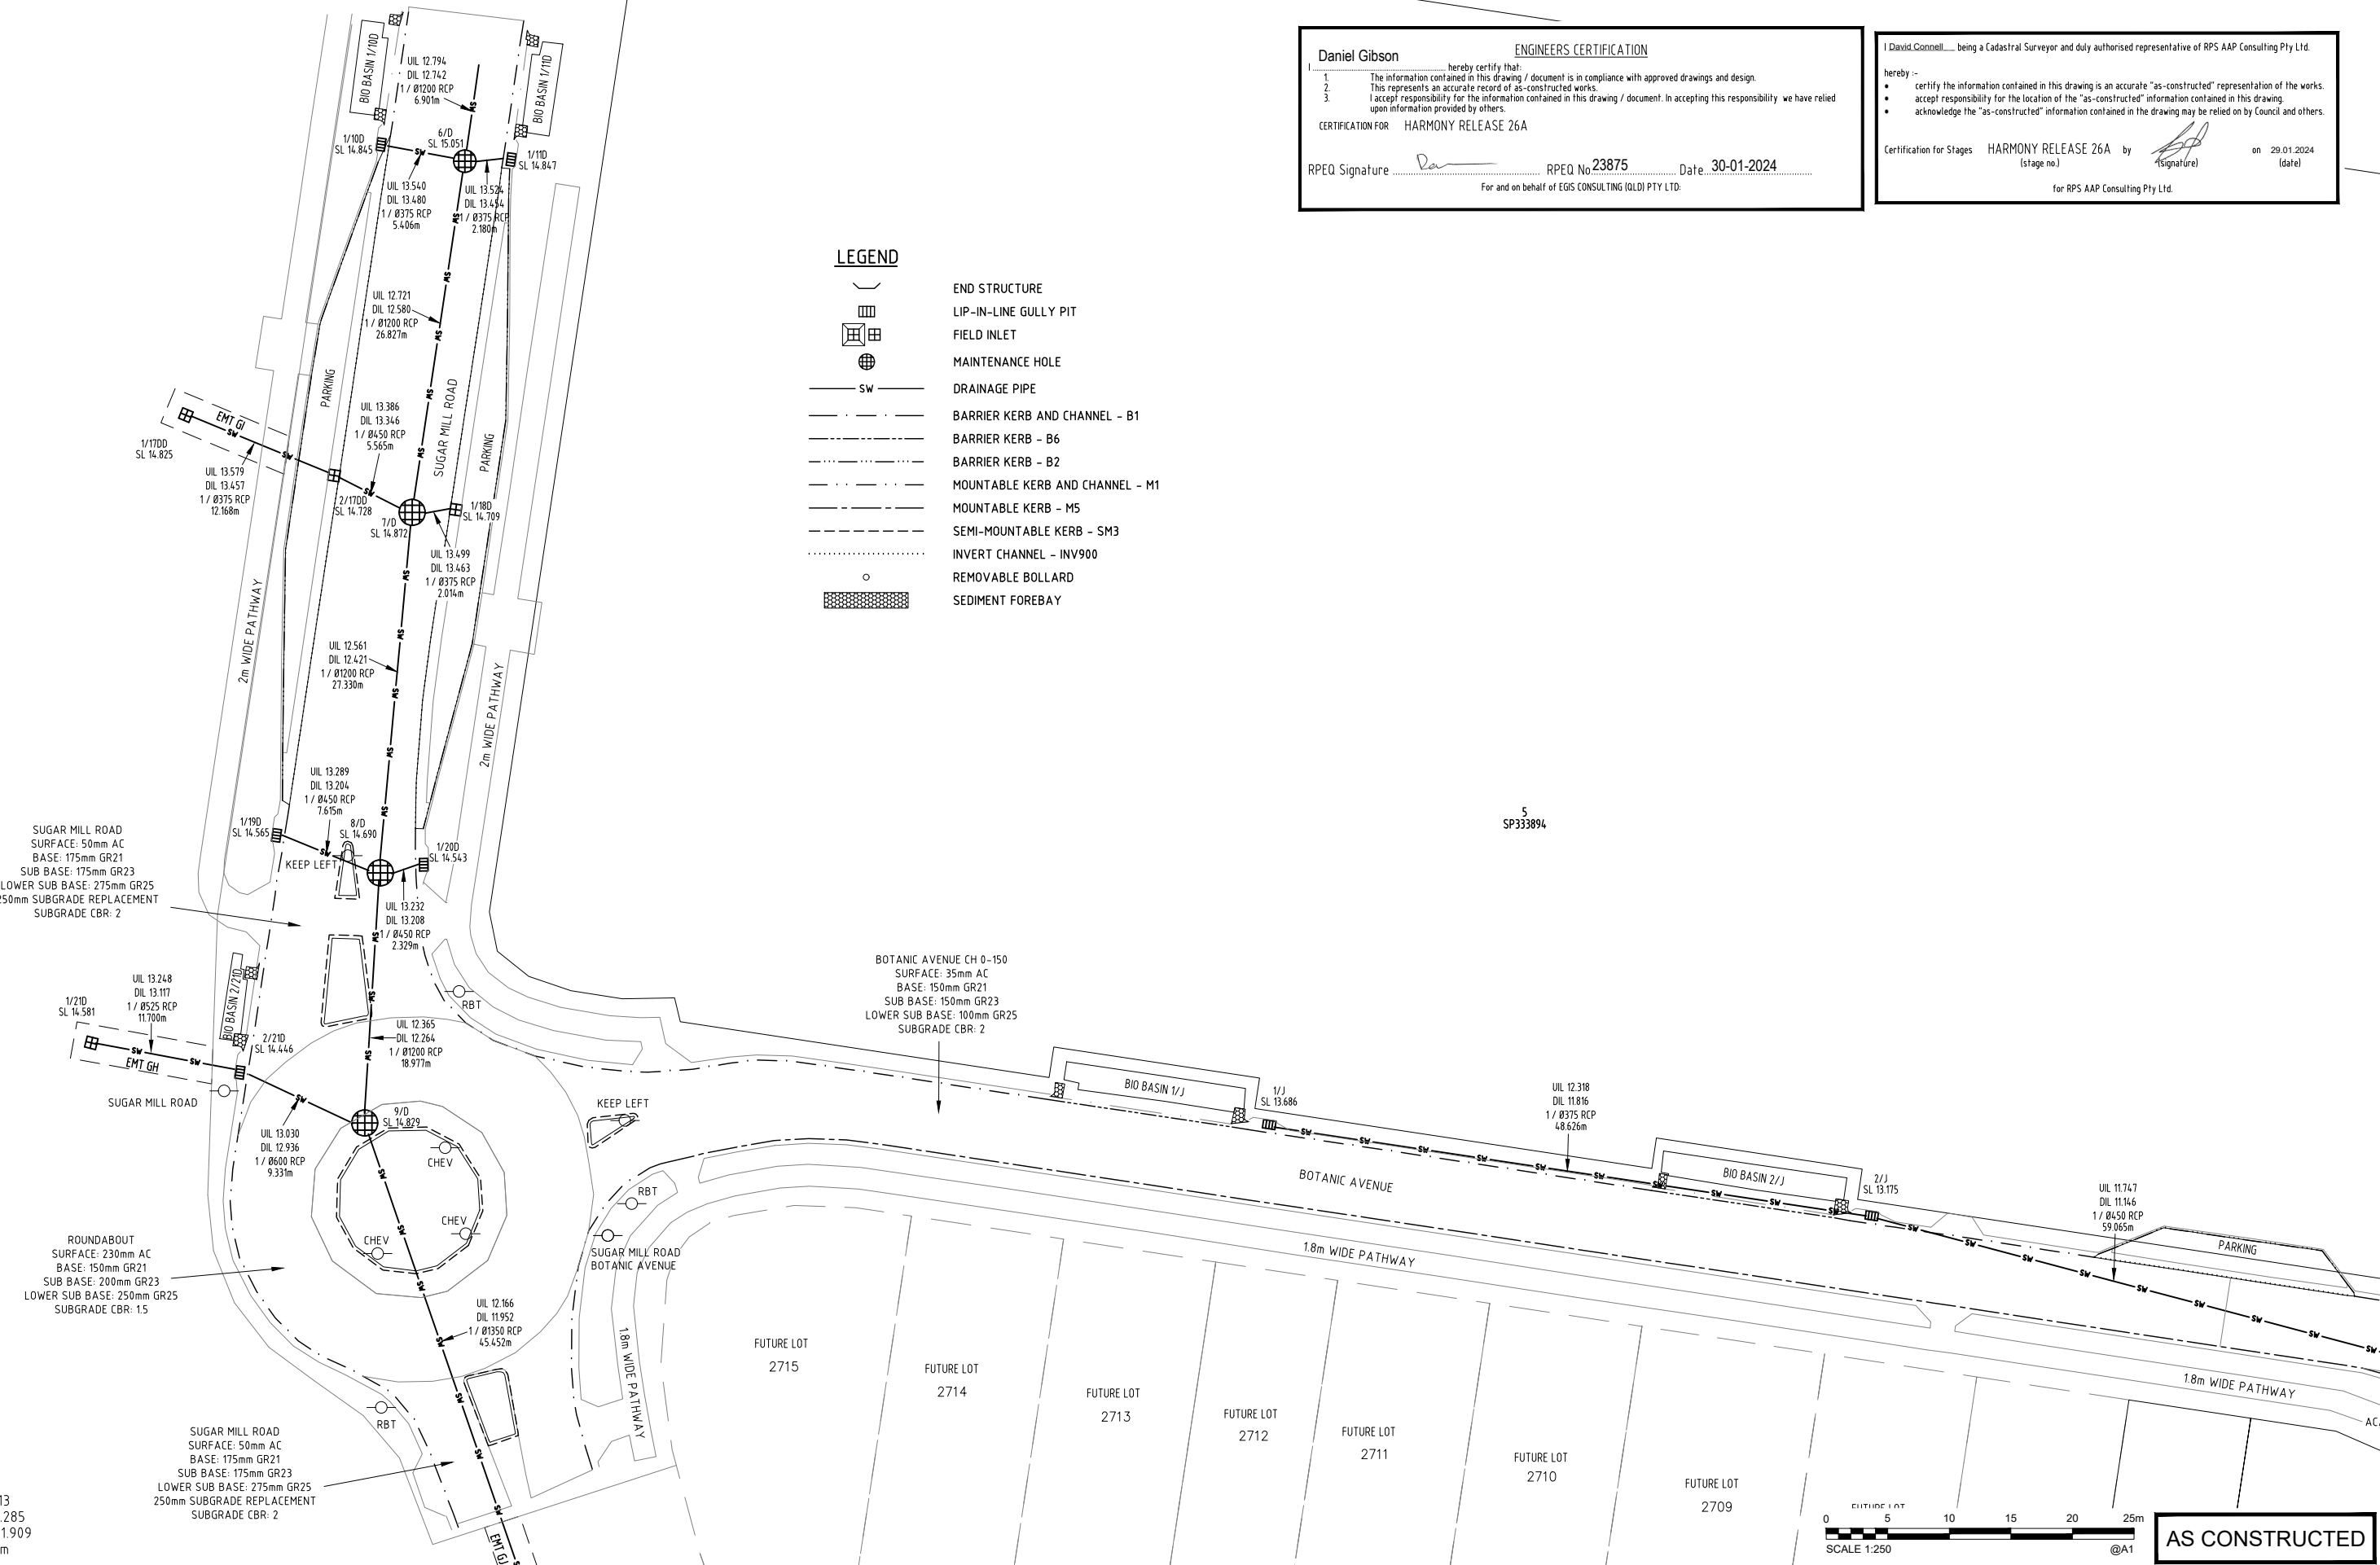 Daniel Gibson
ENGINEERS CERTIFICATION
I ........ hereby certify that:
1. The information contained in this drawing / document is in compliance with approved drawings and design.
2. This represents an accurate record of as-constructed works.
3. I accept responsibility for the information contained in this drawing / document. In accepting this responsibility we have relied
upon information provided by others.
CERTIFICATION FOR HARMONY RELEASE 26A
RPEQ Signature ........ RPEQ No. 23875 ........ Date 30-01-2024
For and on behalf of EGIS CONSULTING (QLD) PTY LTD:
I David Connell being a Cadastral Surveyor and duly authorised representative of RPS AAP Consulting Pty Ltd.
hereby :-
• certify the information contained in this drawing is an accurate "as-constructed" representation of the works.
• accept responsibility for the location of the "as-constructed" information contained in this drawing.
• acknowledge the "as-constructed" information contained in the drawing may be relied on by Council and others.
Certification for Stages HARMONY RELEASE 26A by on 29.01.2024
(stage no.) (signature) (date)
for RPS AAP Consulting Pty Ltd.
BIO BASIN 1/10D
BIO BASIN 1/11D
UIL 12.794
DIL 12.742
1 / Ø1200 RCP
6.901m
SW
6/D
SL 15.051
1/10D
SL 14.845
1/11D
SL 14.847
UIL 13.540
DIL 13.480
1 / Ø375 RCP
5.406m
UIL 13.524
DIL 13.454
1 / Ø375 RCP
2.180m
LEGEND
END STRUCTURE
LIP-IN-LINE GULLY PIT
FIELD INLET
MAINTENANCE HOLE
SW DRAINAGE PIPE
BARRIER KERB AND CHANNEL - B1
BARRIER KERB - B6
BARRIER KERB - B2
MOUNTABLE KERB AND CHANNEL - M1
MOUNTABLE KERB - M5
SEMI-MOUNTABLE KERB - SM3
INVERT CHANNEL - INV900
REMOVABLE BOLLARD
SEDIMENT FOREBAY
UIL 12.721
DIL 12.580
1 / Ø1200 RCP
26.827m
PARKING
SUGAR MILL ROAD
PARKING
UIL 13.386
DIL 13.346
1 / Ø450 RCP
5.565m
EMT GI
1/17DD
SL 14.825
UIL 13.579
DIL 13.457
1 / Ø375 RCP
12.168m
2/17DD
SL 14.728
7/D
SL 14.872
1/18D
SL 14.709
UIL 13.499
DIL 13.463
1 / Ø375 RCP
2.014m
2m WIDE PATHWAY
2m WIDE PATHWAY
UIL 12.561
DIL 12.421
1 / Ø1200 RCP
27.330m
UIL 13.289
DIL 13.204
1 / Ø450 RCP
7.615m
1/19D
SL 14.565
8/D
SL 14.690
1/20D
SL 14.543
KEEP LEFT
UIL 13.232
DIL 13.208
1 / Ø450 RCP
2.329m
SUGAR MILL ROAD
SURFACE: 50mm AC
BASE: 175mm GR21
SUB BASE: 175mm GR23
LOWER SUB BASE: 275mm GR25
250mm SUBGRADE REPLACEMENT
SUBGRADE CBR: 2
5
SP333894
UIL 13.248
DIL 13.117
1 / Ø525 RCP
11.700m
1/21D
SL 14.581
BIO BASIN 2/21D
2/21D
SL 14.446
EMT GH
SUGAR MILL ROAD
RBT
UIL 12.365
DIL 12.264
1 / Ø1200 RCP
18.977m
BOTANIC AVENUE CH 0-150
SURFACE: 35mm AC
BASE: 150mm GR21
SUB BASE: 150mm GR23
LOWER SUB BASE: 100mm GR25
SUBGRADE CBR: 2
UIL 13.030
DIL 12.936
1 / Ø600 RCP
9.331m
9/D
SL 14.829
CHEV
CHEV
CHEV
KEEP LEFT
RBT
SUGAR MILL ROAD
BOTANIC AVENUE
BIO BASIN 1/J
1/J
SL 13.686
UIL 12.318
DIL 11.816
1 / Ø375 RCP
48.626m
BIO BASIN 2/J
2/J
SL 13.175
UIL 11.747
DIL 11.146
1 / Ø450 RCP
59.065m
PARKING
BOTANIC AVENUE
1.8m WIDE PATHWAY
1.8m WIDE PATHWAY
1.8m WIDE PATHWAY
ROUNDABOUT
SURFACE: 230mm AC
BASE: 150mm GR21
SUB BASE: 200mm GR23
LOWER SUB BASE: 250mm GR25
SUBGRADE CBR: 1.5
UIL 12.166
DIL 11.952
1 / Ø1350 RCP
45.452m
RBT
SUGAR MILL ROAD
SURFACE: 50mm AC
BASE: 175mm GR21
SUB BASE: 175mm GR23
LOWER SUB BASE: 275mm GR25
250mm SUBGRADE REPLACEMENT
SUBGRADE CBR: 2
EMT GJ
FUTURE LOT
2715
FUTURE LOT
2714
FUTURE LOT
2713
FUTURE LOT
2712
FUTURE LOT
2711
FUTURE LOT
2710
FUTURE LOT
2709
FUTURE LOT
13
.285
1.909
m
0 5 10 15 20 25m
SCALE 1:250 @A1
AS CONSTRUCTED